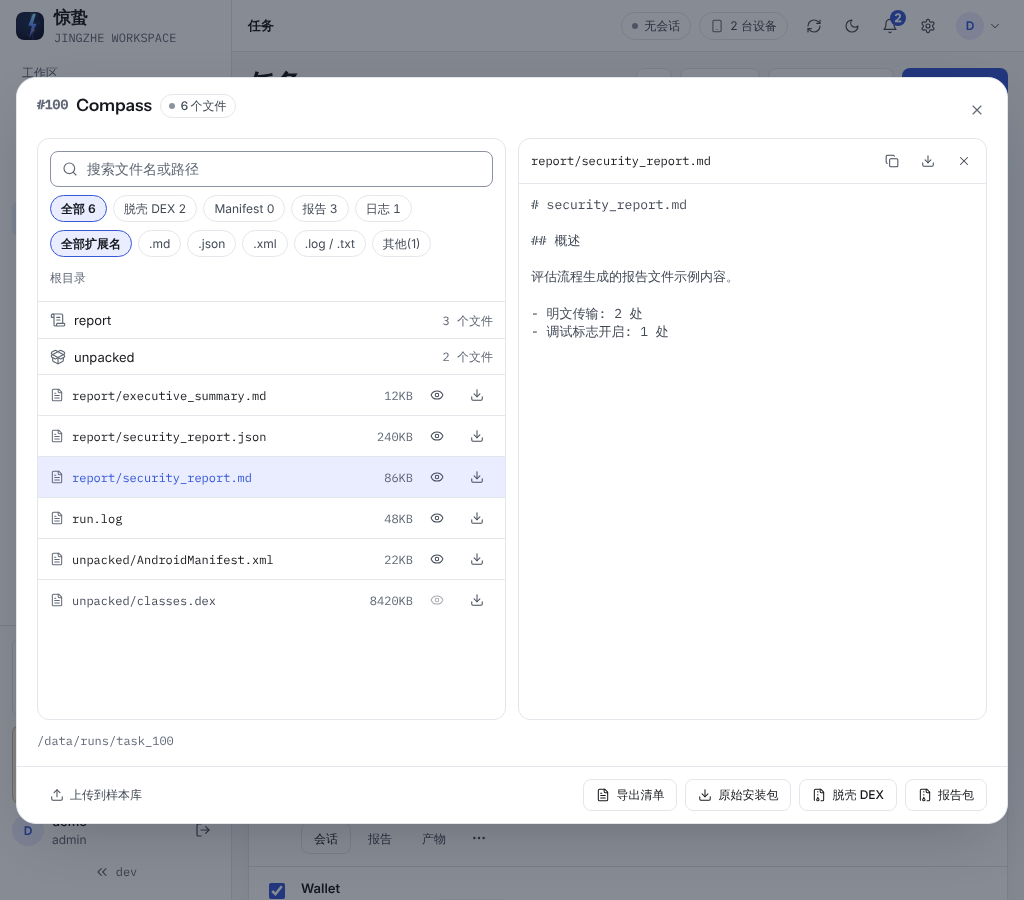 惊蛰
JINGZHE WORKSPACE
任务
无会话
2 台设备
2
D
工作区
#100 Compass 6 个文件
搜索文件名或路径
全部 6
脱壳 DEX 2
Manifest 0
报告 3
日志 1
全部扩展名
.md
.json
.xml
.log / .txt
其他(1)
根目录
report 3 个文件
unpacked 2 个文件
report/executive_summary.md 12KB
report/security_report.json 240KB
report/security_report.md 86KB
run.log 48KB
unpacked/AndroidManifest.xml 22KB
unpacked/classes.dex 8420KB
report/security_report.md
# security_report.md
## 概述
评估流程生成的报告文件示例内容。
- 明文传输: 2 处
- 调试标志开启: 1 处
/data/runs/task_100
上传到样本库
导出清单
原始安装包
脱壳 DEX
报告包
D
admin
dev
会话
报告
产物
Wallet